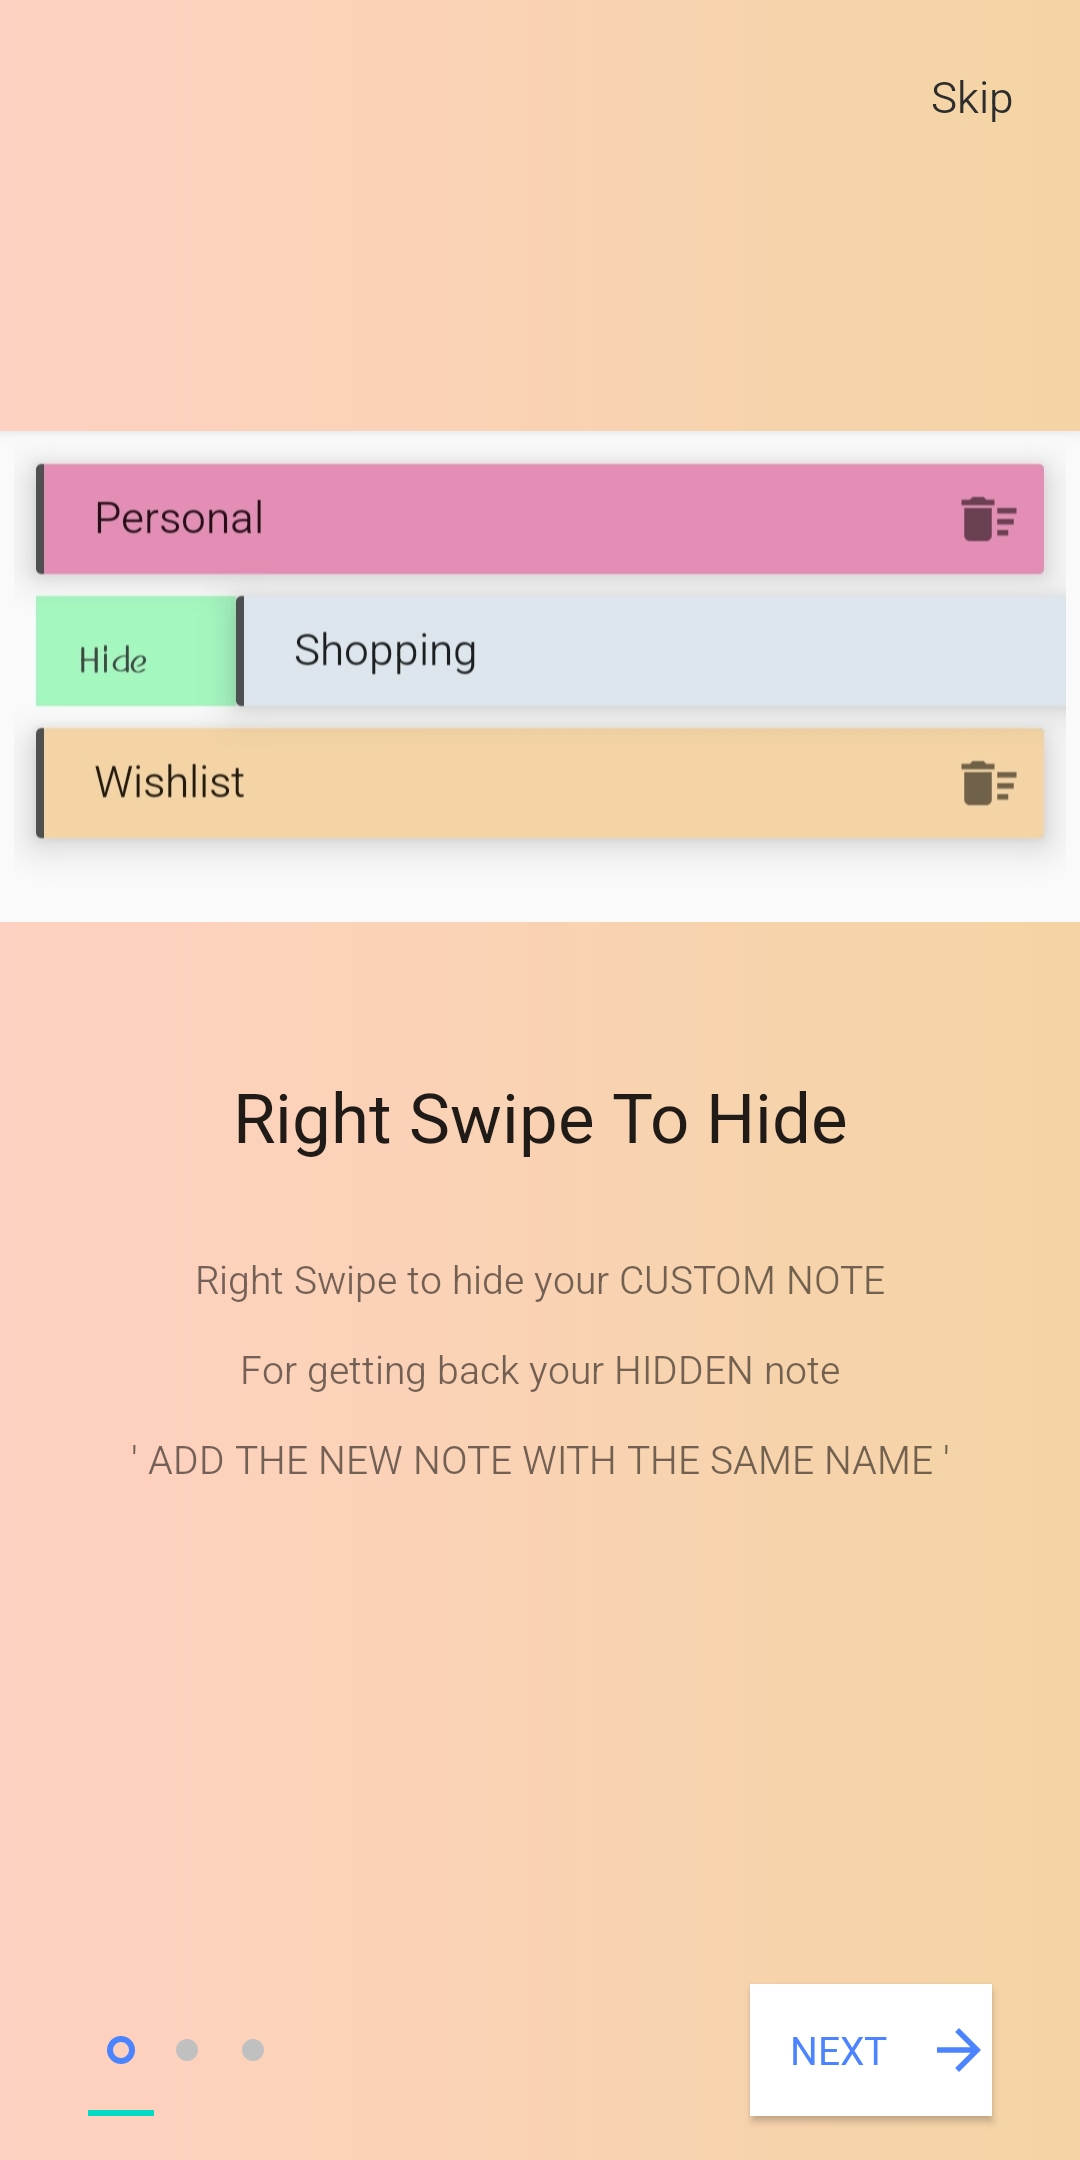 Skip
Personal
Hide
Shopping
Wishlist
Right Swipe To Hide
Right Swipe to hide your CUSTOM NOTE
For getting back your HIDDEN note
' ADD THE NEW NOTE WITH THE SAME NAME '
NEXT